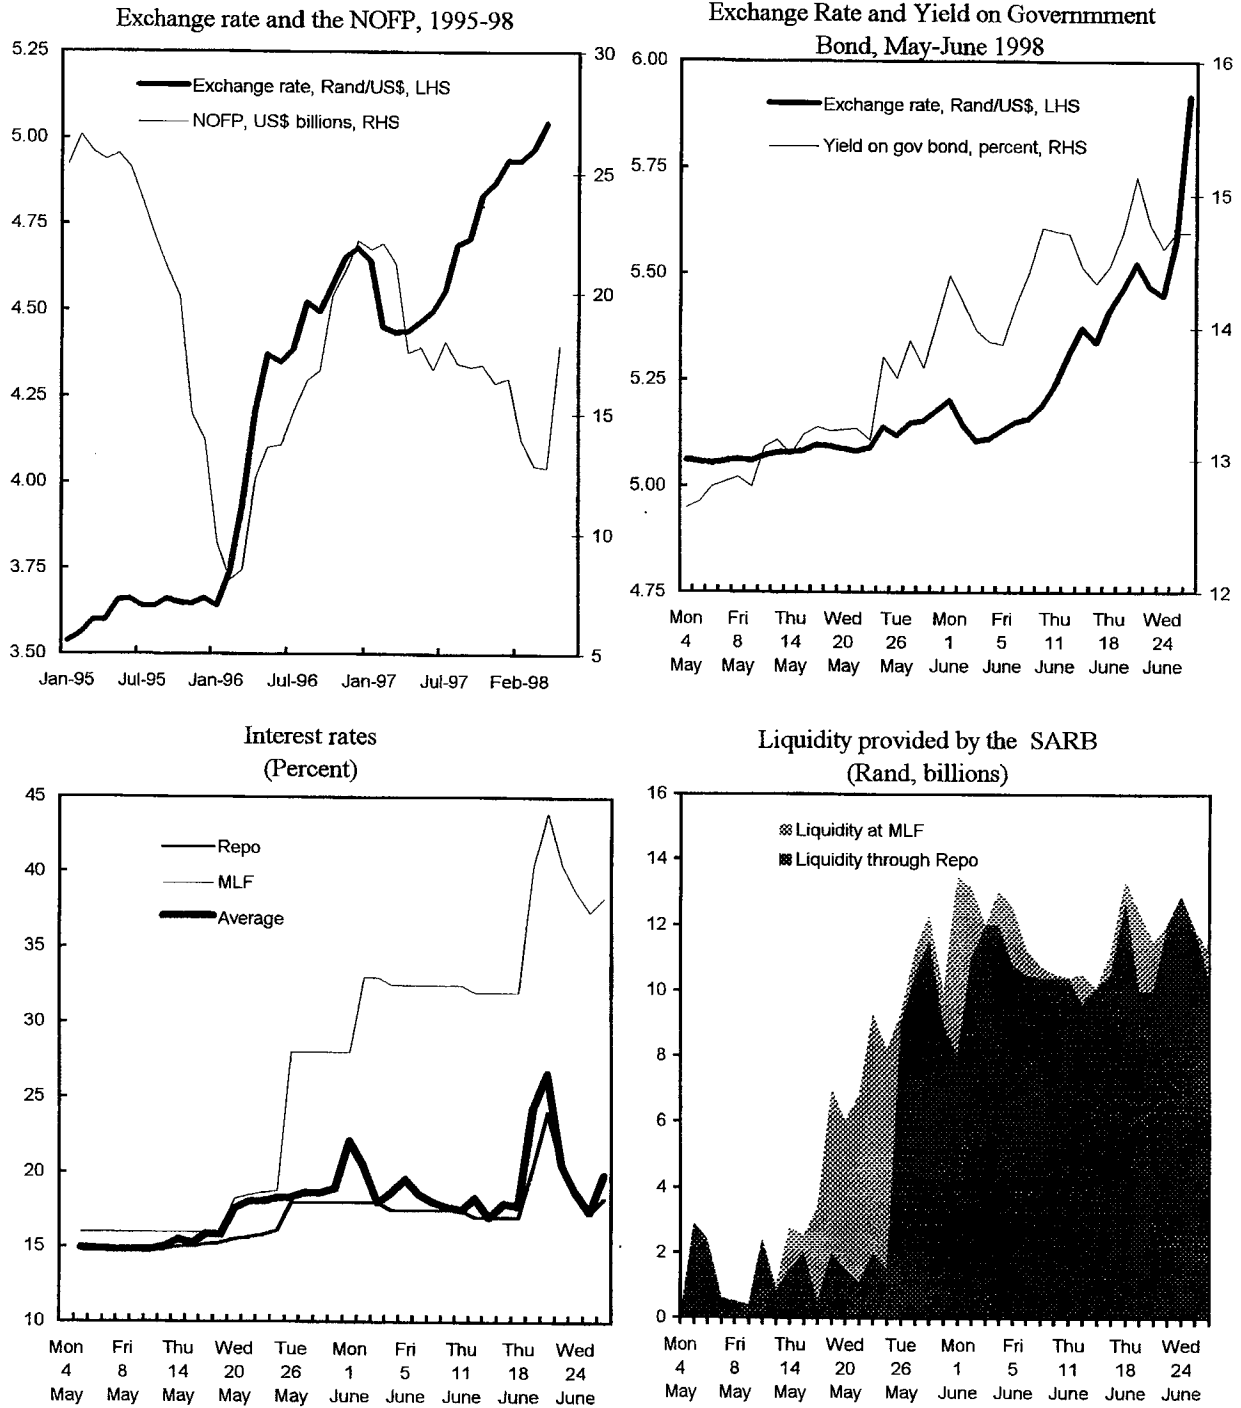 Exchange rate and the NOFP, 1995-98
5.25
5.00
4.75
4.50
4.25
4.00
3.75
3.50
30
25
20
15
10
5
Exchange rate, Rand/US$, LHS
NOFP, US$ billions, RHS
Jan-95 Jul-95 Jan-96 Jul-96 Jan-97 Jul-97 Feb-98
Exchange Rate and Yield on Governmment
Bond, May-June 1998
6.00
5.75
5.50
5.25
5.00
4.75
16
15
14
13
12
Exchange rate, Rand/US$, LHS
Yield on gov bond, percent, RHS
Mon Fri Thu Wed Tue Mon Fri Thu Thu Wed
4 8 14 20 26 1 5 11 18 24
May May May May May June June June June June
Interest rates
(Percent)
45
40
35
30
25
20
15
10
Repo
MLF
Average
Mon Fri Thu Wed Tue Mon Fri Thu Thu Wed
4 8 14 20 26 1 5 11 18 24
May May May May May June June June June June
Liquidity provided by the SARB
(Rand, billions)
16
14
12
10
8
6
4
2
0
Liquidity at MLF
Liquidity through Repo
Mon Fri Thu Wed Tue Mon Fri Thu Thu Wed
4 8 14 20 26 1 5 11 18 24
May May May May May June June June June June